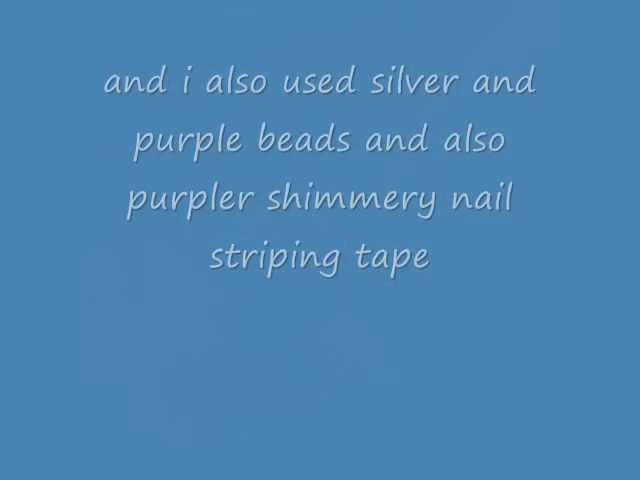 and i also used silver and
purple beads and also
purpler shimmery nail
striping tape